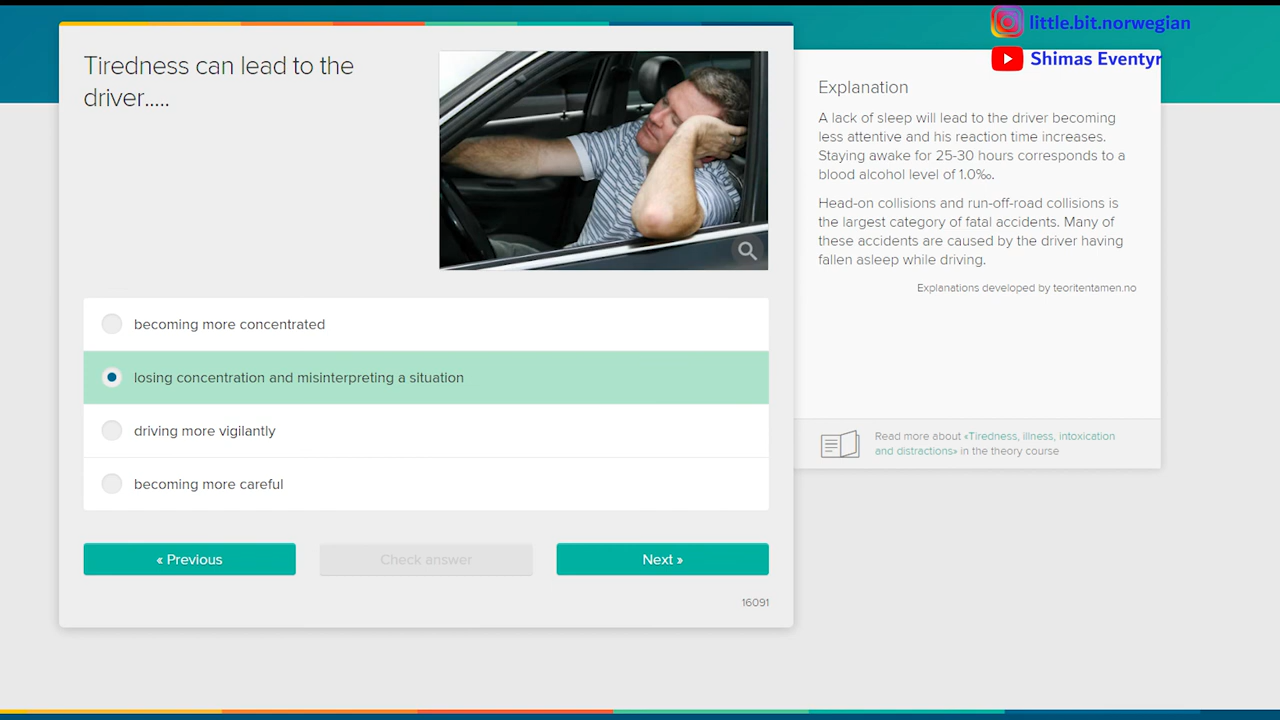 little.bit.norwegian
Shimas Eventyr
Tiredness can lead to the
driver.....
becoming more concentrated
losing concentration and misinterpreting a situation
driving more vigilantly
becoming more careful
« Previous
Check answer
Next »
16091
Explanation
A lack of sleep will lead to the driver becoming
less attentive and his reaction time increases.
Staying awake for 25-30 hours corresponds to a
blood alcohol level of 1.0‰.
Head-on collisions and run-off-road collisions is
the largest category of fatal accidents. Many of
these accidents are caused by the driver having
fallen asleep while driving.
Explanations developed by teoritentamen.no
Read more about «Tiredness, illness, intoxication
and distractions» in the theory course